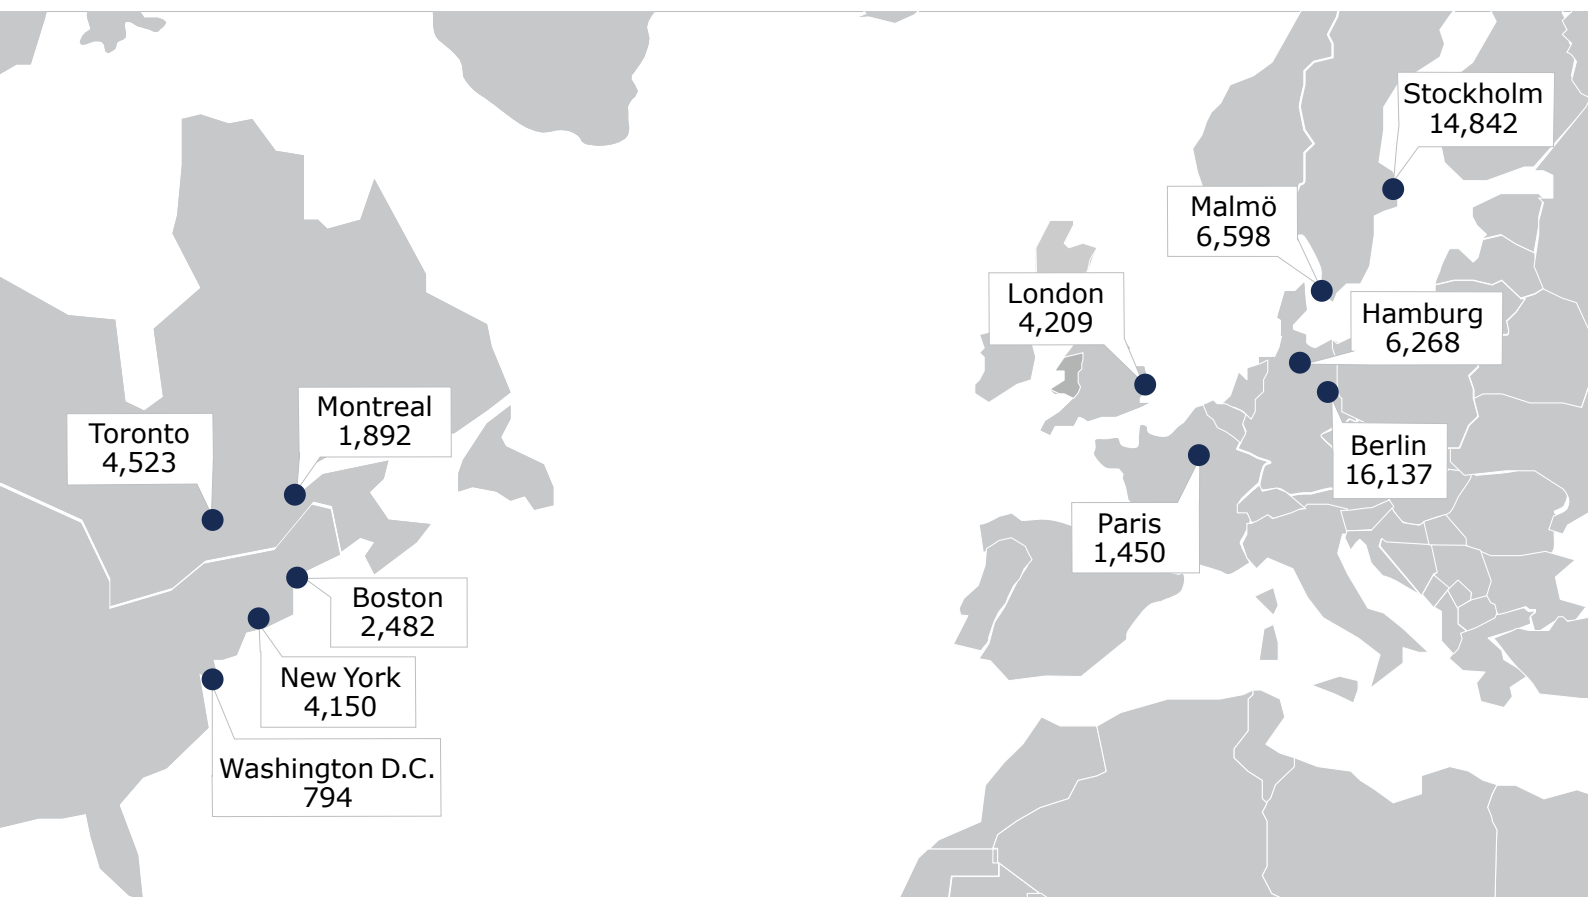 Stockholm
14,842
Malmö
6,598
London
4,209
Hamburg
6,268
Montreal
1,892
Toronto
4,523
Berlin
16,137
Paris
1,450
Boston
2,482
New York
4,150
Washington D.C.
794